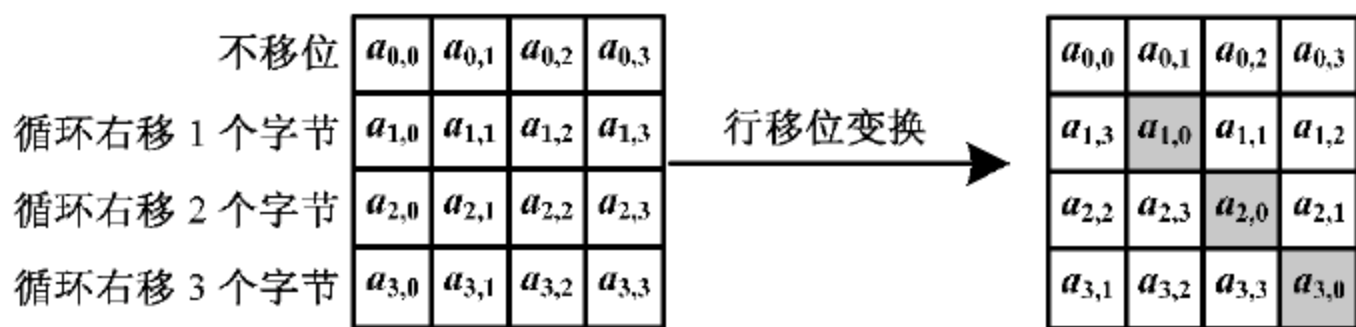 不移位 a0,0 a0,1 a0,2 a0,3 a0,0 a0,1 a0,2 a0,3
循环右移 1 个字节 a1,0 a1,1 a1,2 a1,3 行移位变换 a1,3 a1,0 a1,1 a1,2
循环右移 2 个字节 a2,0 a2,1 a2,2 a2,3 a2,2 a2,3 a2,0 a2,1
循环右移 3 个字节 a3,0 a3,1 a3,2 a3,3 a3,1 a3,2 a3,3 a3,0